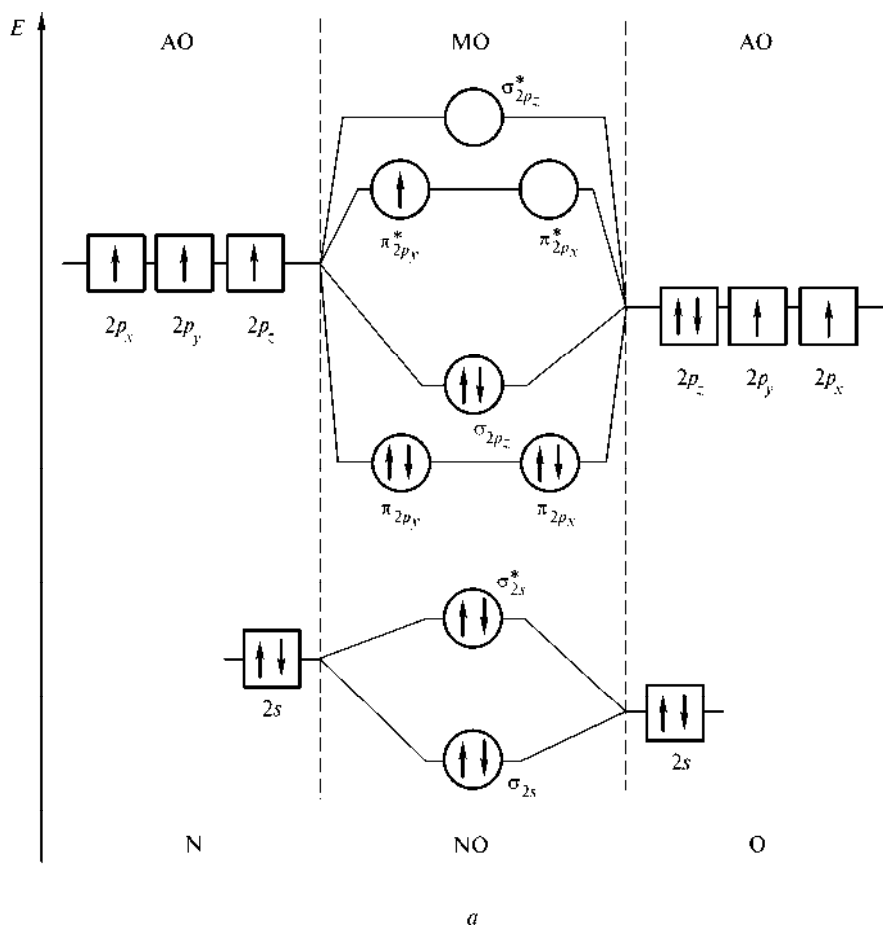 E
AO MO AO
σ*2pz
π*2py π*2px
2px 2py 2pz
2pz 2py 2px
σ2pz
π2py π2px
σ*2s
2s
2s
σ2s
N NO O
a